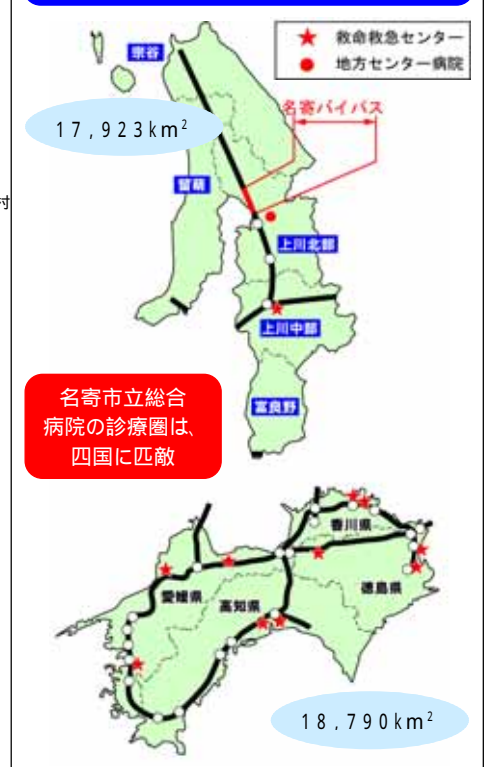 宗谷
★ 救命救急センター
● 地方センター病院
名寄バイパス
17,923km²
村
留萌
上川北部
上川中部
富良野
名寄市立総合
病院の診療圏は、
四国に匹敵
香川県
徳島県
愛媛県
高知県
18,790km²